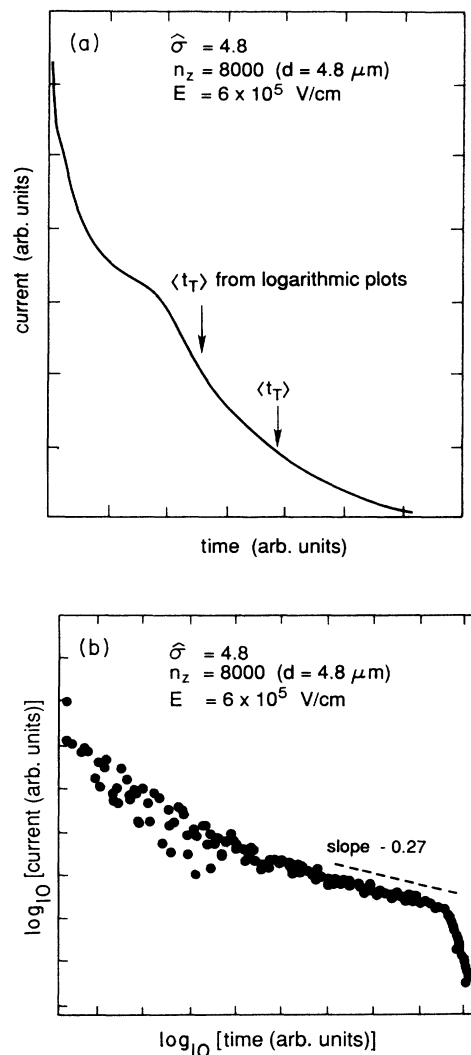 (a)
σ̂ = 4.8
n_z = 8000 (d = 4.8 μm)
E = 6 x 10^5 V/cm
current (arb. units)
⟨t_T⟩ from logarithmic plots
⟨t_T⟩
time (arb. units)
(b)
σ̂ = 4.8
n_z = 8000 (d = 4.8 μm)
E = 6 x 10^5 V/cm
log_10 [current (arb. units)]
slope - 0.27
log_10 [time (arb. units)]